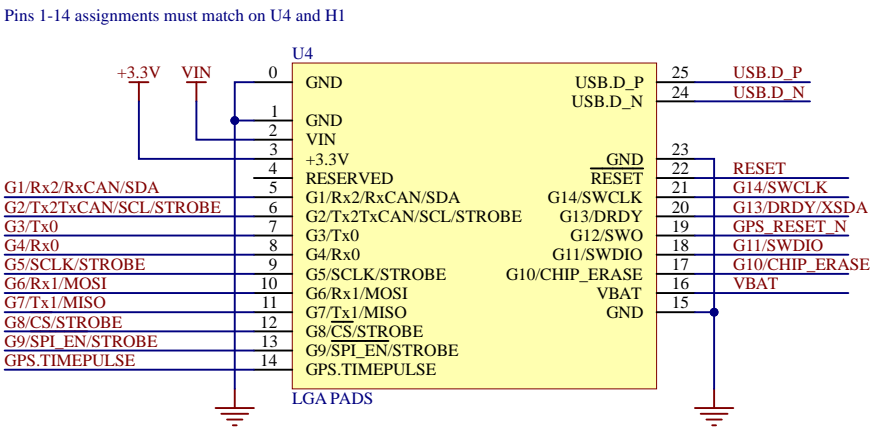 Pins 1-14 assignments must match on U4 and H1
U4
+3.3V VIN 0 GND USB.D_P 25 USB.D_P
USB.D_N 24 USB.D_N
1 GND
2 VIN
3 +3.3V GND 23
4 RESERVED RESET 22 RESET
G1/Rx2/RxCAN/SDA 5 G1/Rx2/RxCAN/SDA G14/SWCLK 21 G14/SWCLK
G2/Tx2TxCAN/SCL/STROBE 6 G2/Tx2TxCAN/SCL/STROBE G13/DRDY 20 G13/DRDY/XSDA
G3/Tx0 7 G3/Tx0 G12/SWO 19 GPS_RESET_N
G4/Rx0 8 G4/Rx0 G11/SWDIO 18 G11/SWDIO
G5/SCLK/STROBE 9 G5/SCLK/STROBE G10/CHIP_ERASE 17 G10/CHIP_ERASE
G6/Rx1/MOSI 10 G6/Rx1/MOSI VBAT 16 VBAT
G7/Tx1/MISO 11 G7/Tx1/MISO GND 15
G8/CS/STROBE 12 G8/CS/STROBE
G9/SPI_EN/STROBE 13 G9/SPI_EN/STROBE
GPS.TIMEPULSE 14 GPS.TIMEPULSE
LGA PADS